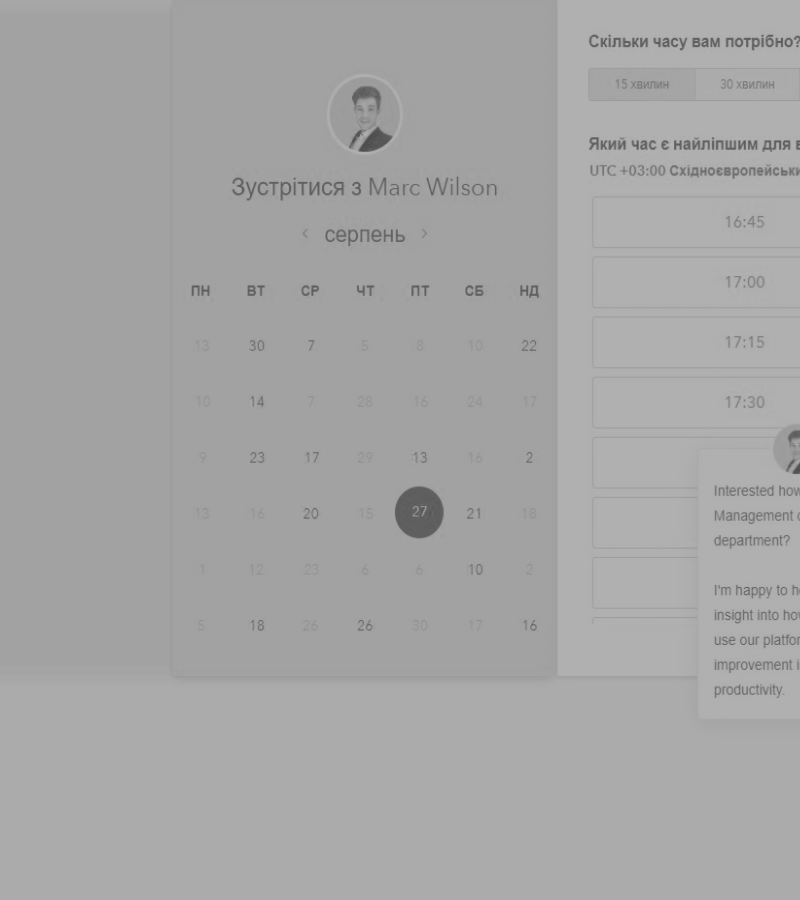 Зустрітися з Marc Wilson
‹ серпень ›
ПН ВТ СР ЧТ ПТ СБ НД
13 30 7 5 8 10 22
10 14 7 28 16 24 17
9 23 17 29 13 16 2
13 16 20 15 27 21 18
1 12 23 6 6 10 2
5 18 26 26 30 17 16
Скільки часу вам потрібно?
15 хвилин 30 хвилин
Який час є найліпшим для
UTC +03:00
16:45
17:00
17:15
17:30
Interested how
Management
department?
I'm happy to
insight into
use our
improvement
productivity.